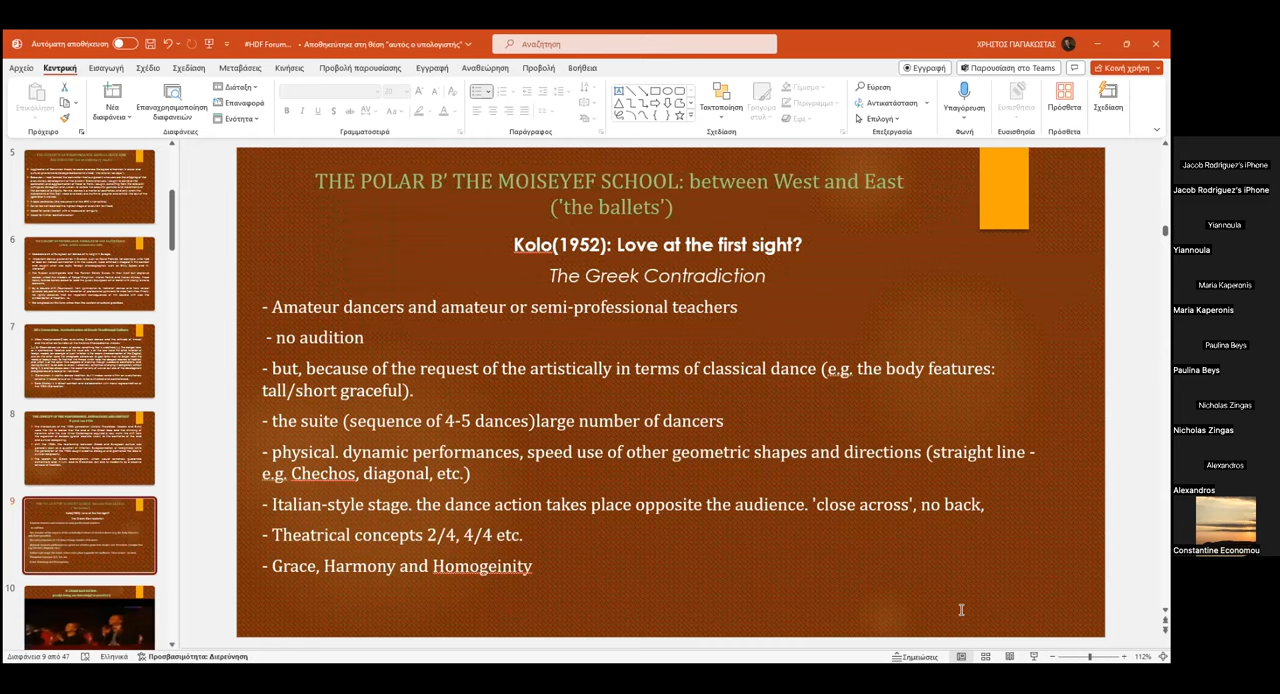 Αυτόματη αποθήκευση
#HDF Forum... • Αποθηκεύτηκε στη θέση "αυτός ο υπολογιστής"
Αναζήτηση
ΧΡΗΣΤΟΣ ΠΑΠΑΚΩΣΤΑΣ
Αρχείο Κεντρική Εισαγωγή Σχέδιο Σχεδίαση Μεταβάσεις Κινήσεις Προβολή παρουσίασης Εγγραφή Αναθεώρηση Προβολή Βοήθεια
Εγγραφή Παρουσίαση στο Teams Κοινή χρήση
Επικόλληση
Νέα διαφάνεια
Επαναχρησιμοποίηση διαφανειών
Διάταξη
Επαναφορά
Ενότητα
Τακτοποίηση
Γρήγορα στυλ
Γέμισμα
Περίγραμμα
Εφέ
Εύρεση
Αντικατάσταση
Επιλογή
Υπαγόρευση
Ευαισθησία
Πρόσθετα
Σχεδίαση
Πρόχειρο Διαφάνειες Γραμματοσειρά Παράγραφος Σχεδίαση Επεξεργασία Φωνή Ευαισθησία Πρόσθετα
5
6
7
8
9
10
THE POLAR B' THE MOISEYEF SCHOOL: between West and East
('the ballets')
Kolo(1952): Love at the first sight?
The Greek Contradiction
- Amateur dancers and amateur or semi-professional teachers
- no audition
- but, because of the request of the artistically in terms of classical dance (e.g. the body features:
tall/short graceful).
- the suite (sequence of 4-5 dances)large number of dancers
- physical. dynamic performances, speed use of other geometric shapes and directions (straight line -
e.g. Chechos, diagonal, etc.)
- Italian-style stage. the dance action takes place opposite the audience. 'close across', no back,
- Theatrical concepts 2/4, 4/4 etc.
- Grace, Harmony and Homogeinity
Διαφάνεια 9 από 47 Ελληνικά Προσβασιμότητα: Διερεύνηση
Σημειώσεις
112%
Jacob Rodriguez's iPhone
Jacob Rodriguez's iPhone
Yiannoula
Yiannoula
Maria Kaperonis
Maria Kaperonis
Paulina Beys
Paulina Beys
Nicholas Zingas
Nicholas Zingas
Alexandros
Alexandros
Constantine Economou